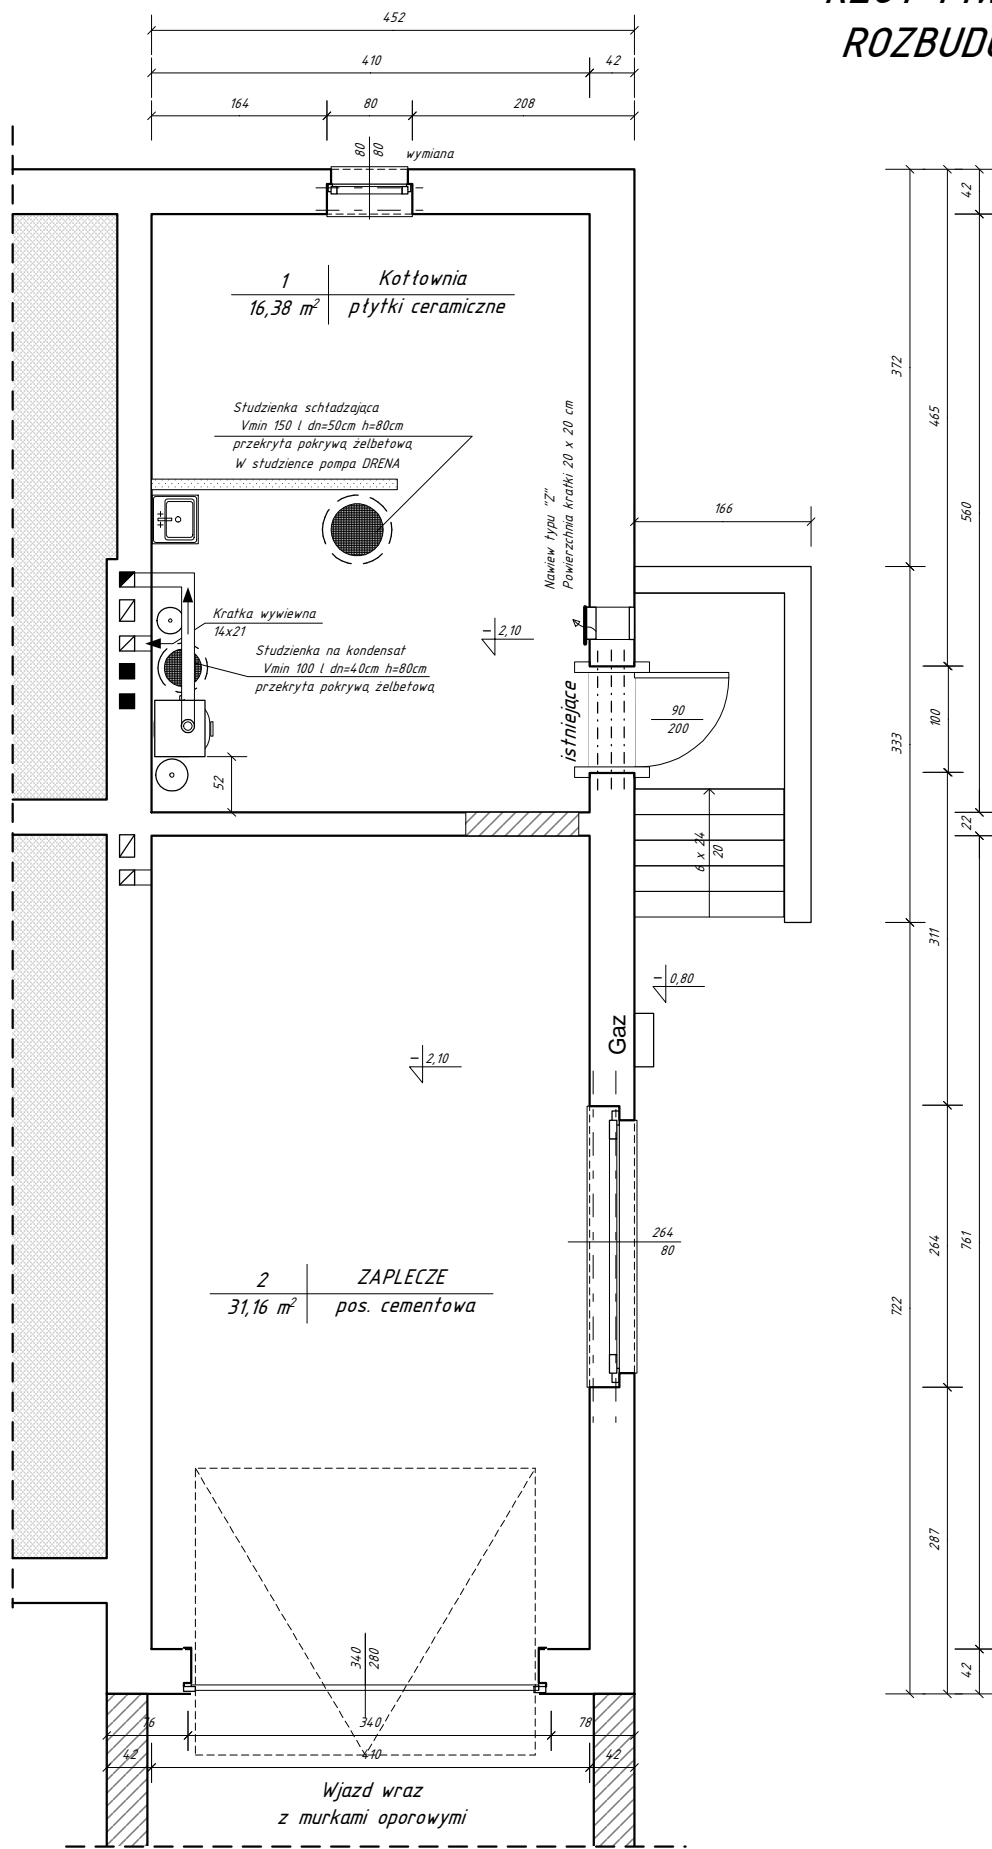 ROZBUD
452
410
42
164
80
208
80
80
wymiana
1
Kotłownia
16,38 m²
płytki ceramiczne
Studzienka schładzająca
Vmin 150 l dn=50cm h=80cm
przekryta pokrywą żelbetową
W studzience pompa DRENA
Nawiew typu "Z"
Powierzchnia kratki 20 x 20 cm
Kratka wywiewna
14x21
Studzienka na kondensat
Vmin 100 l dn=40cm h=80cm
przekryta pokrywą żelbetową
- 2,10
istniejące
90
200
52
166
6 x 24
20
- 0,80
Gaz
- 2,10
264
80
2
ZAPLECZE
31,16 m²
pos. cementowa
340
280
76
340
78
42
410
42
Wjazd wraz
z murkami oporowymi
372
333
722
465
100
311
264
287
42
560
22
761
42